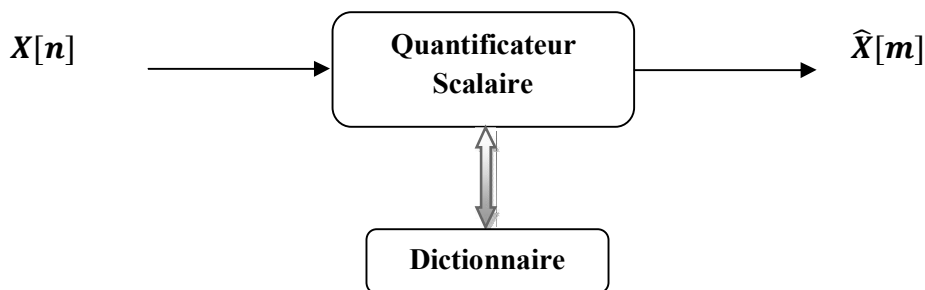 X[n]
Quantificateur
Scalaire
X̂[m]
Dictionnaire